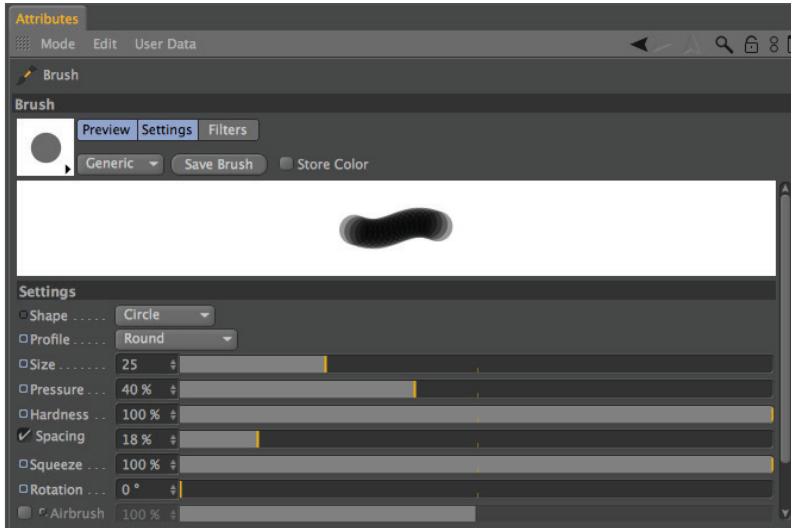 Attributes
Mode Edit User Data
Brush
Brush
Preview Settings Filters
Generic Save Brush Store Color
Settings
Shape . . . . . Circle
Profile . . . . . Round
Size . . . . . . . 25
Pressure . . . 40 %
Hardness . . 100 %
Spacing 18 %
Squeeze . . . 100 %
Rotation . . . 0 °
Airbrush 100 %